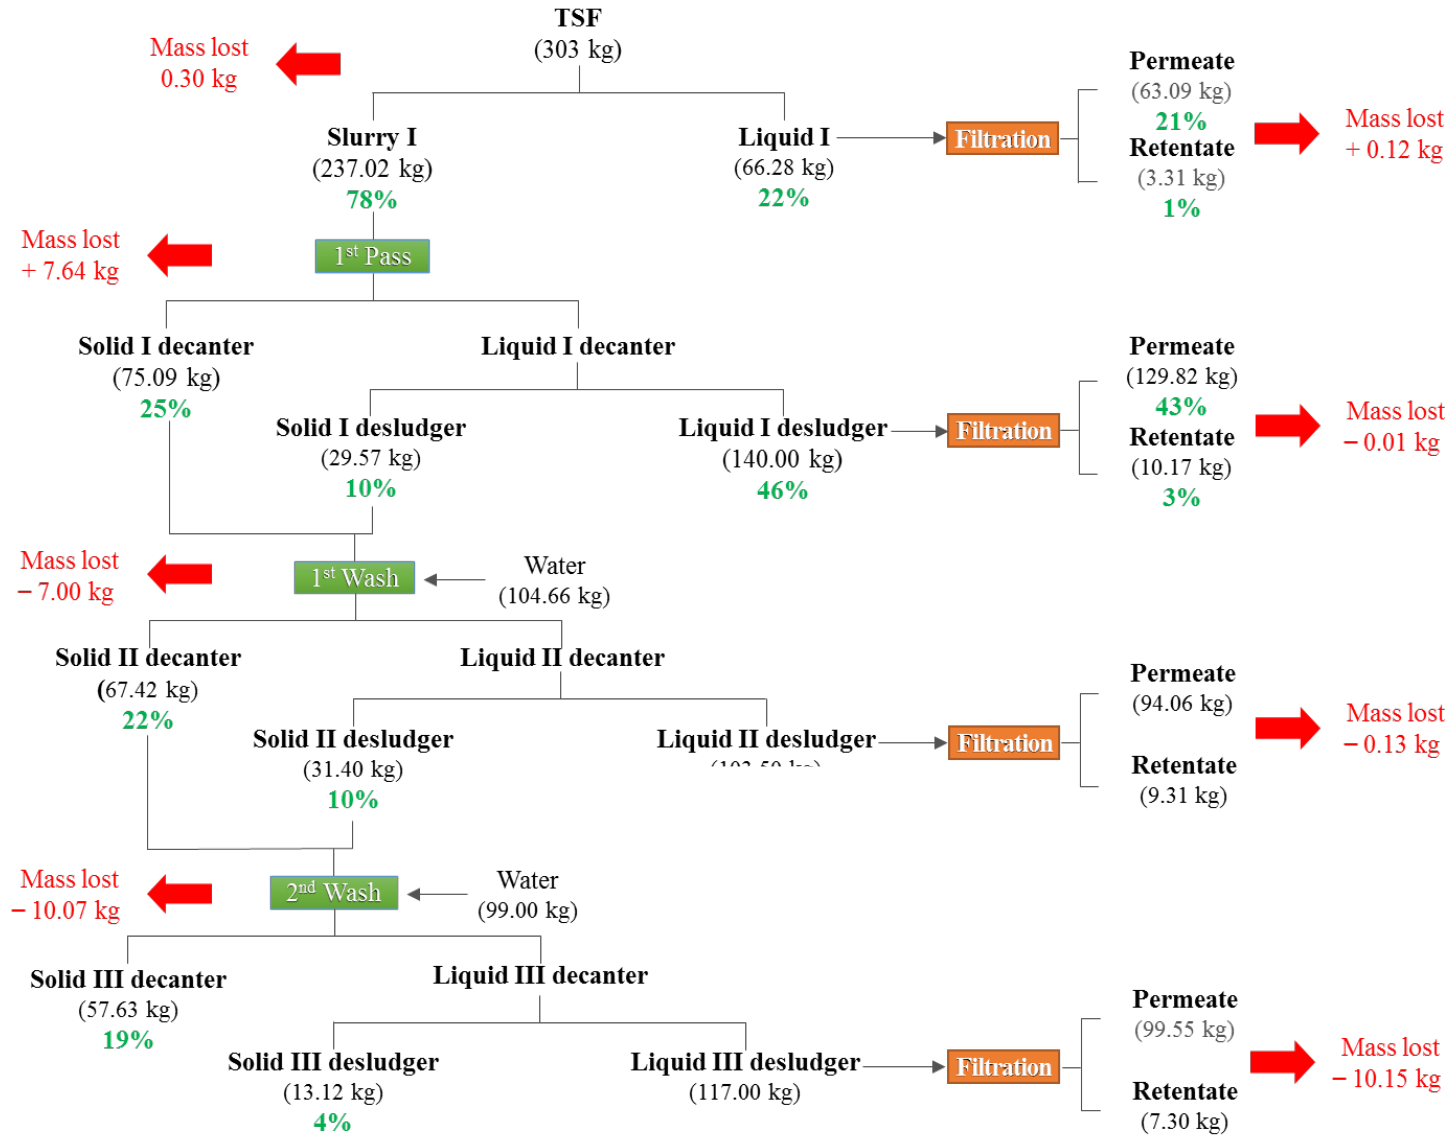 TSF
(303 kg)
Mass lost
0.30 kg
Slurry I
(237.02 kg)
78%
Liquid I
(66.28 kg)
22%
Filtration
Permeate
(63.09 kg)
21%
Retentate
(3.31 kg)
1%
Mass lost
+ 0.12 kg
Mass lost
+ 7.64 kg
1st Pass
Solid I decanter
(75.09 kg)
25%
Liquid I decanter
Solid I desludger
(29.57 kg)
10%
Liquid I desludger
(140.00 kg)
46%
Filtration
Permeate
(129.82 kg)
43%
Retentate
(10.17 kg)
3%
Mass lost
– 0.01 kg
Mass lost
– 7.00 kg
1st Wash
Water
(104.66 kg)
Solid II decanter
(67.42 kg)
22%
Liquid II decanter
Solid II desludger
(31.40 kg)
10%
Liquid II desludger
Filtration
Permeate
(94.06 kg)
Retentate
(9.31 kg)
Mass lost
– 0.13 kg
Mass lost
– 10.07 kg
2nd Wash
Water
(99.00 kg)
Solid III decanter
(57.63 kg)
19%
Liquid III decanter
Solid III desludger
(13.12 kg)
4%
Liquid III desludger
(117.00 kg)
Filtration
Permeate
(99.55 kg)
Retentate
(7.30 kg)
Mass lost
– 10.15 kg